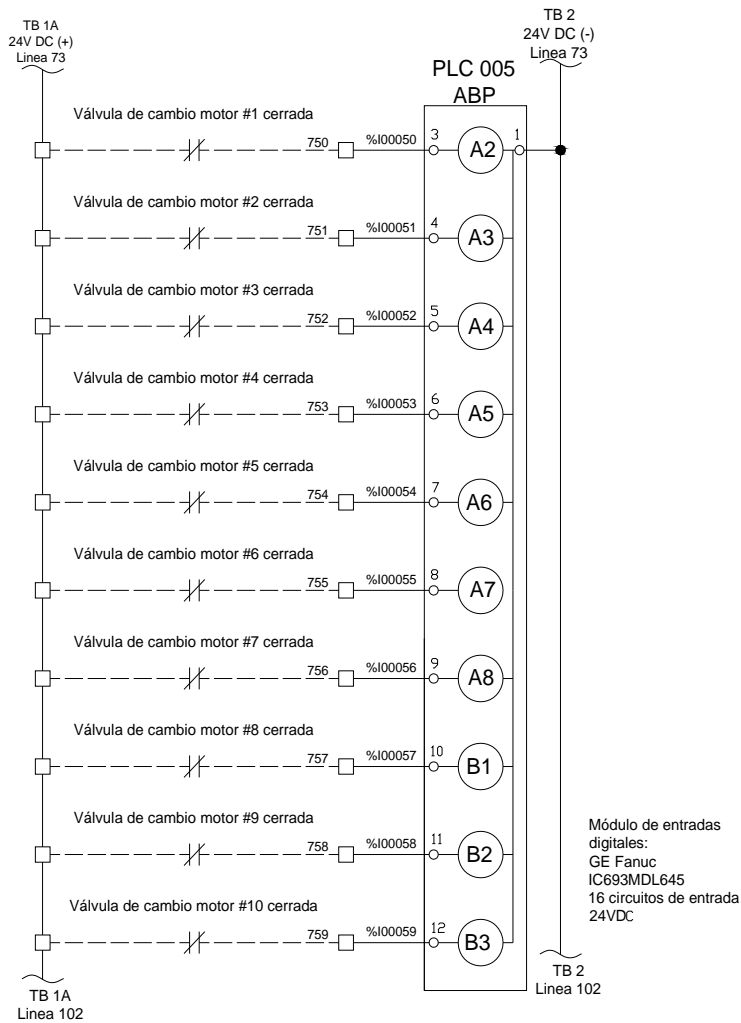 TB 1A
24V DC (+)
Linea 73
TB 2
24V DC (-)
Linea 73
PLC 005
ABP
Válvula de cambio motor #1 cerrada
750
%I00050
3
A2
1
Válvula de cambio motor #2 cerrada
751
%I00051
4
A3
Válvula de cambio motor #3 cerrada
752
%I00052
5
A4
Válvula de cambio motor #4 cerrada
753
%I00053
6
A5
Válvula de cambio motor #5 cerrada
754
%I00054
7
A6
Válvula de cambio motor #6 cerrada
755
%I00055
8
A7
Válvula de cambio motor #7 cerrada
756
%I00056
9
A8
Válvula de cambio motor #8 cerrada
757
%I00057
10
B1
Válvula de cambio motor #9 cerrada
758
%I00058
11
B2
Válvula de cambio motor #10 cerrada
759
%I00059
12
B3
Módulo de entradas
digitales:
GE Fanuc
IC693MDL645
16 circuitos de entrada
24VDC
TB 1A
Linea 102
TB 2
Linea 102